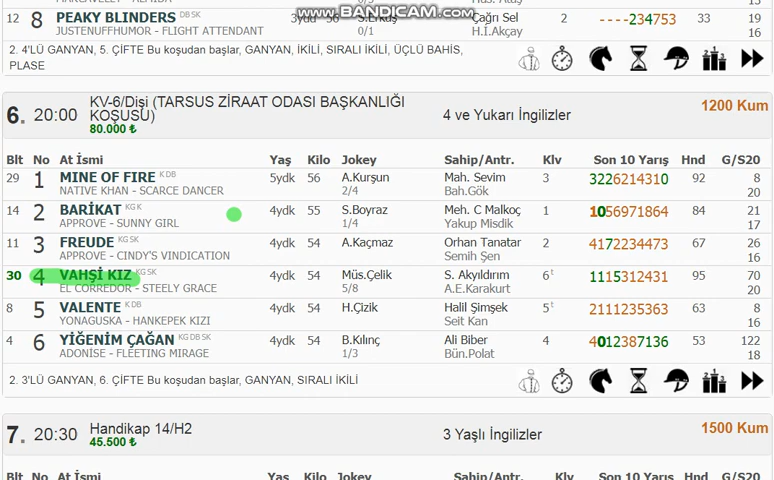 www.BANDICAM.com
12 8 PEAKY BLINDERS DB SK 3ydd 56 S.Erkuş Çağrı Sel 2 - - - - 234753 33 19
JUSTENUFFHUMOR - FLIGHT ATTENDANT 0/1 H.İ.Akçay 16
2. 4'LÜ GANYAN, 5. ÇİFTE Bu koşudan başlar, GANYAN, İKİLİ, SIRALI İKİLİ, ÜÇLÜ BAHİS,
PLASE
6. 20:00 KV-6/Dişi (TARSUS ZİRAAT ODASI BAŞKANLIĞI
KOŞUSU) 4 ve Yukarı İngilizler 1200 Kum
80.000 ₺
Blt No At İsmi Yaş Kilo Jokey Sahip/Antr. Klv Son 10 Yarış Hnd G/S20
29 1 MINE OF FIRE K DB 5ydk 56 A.Kurşun Mah. Sevim 3 3226214310 92 8
NATIVE KHAN - SCARCE DANCER 2/4 Bah.Gök 20
14 2 BARİKAT KG K 4ydk 55 S.Boyraz Meh. C Malkoç 1 1056971864 84 21
APPROVE - SUNNY GIRL 1/4 Yakup Misdik 17
11 3 FREUDE KG SK 4ydk 54 A.Kaçmaz Orhan Tanatar 2 4172234473 67 26
APPROVE - CINDY'S VINDICATION Semih Şen 16
30 4 VAHŞİ KIZ KG SK 4ydk 54 Müs.Çelik S. Akyıldırım 6t 1115312431 95 70
EL CORREDOR - STEELY GRACE 5/8 A.E.Karakurt 20
8 5 VALENTE K DB 4ydk 54 H.Çizik Halil Şimşek 5t 2111235363 63 8
YONAGUSKA - HANKEPEK KIZI Seit Kan 16
4 6 YİĞENİM ÇAĞAN KG DB SK 4ydk 54 B.Kılınç Ali Biber 4 4012387136 53 122
ADONİSE - FLEETING MIRAGE 1/3 Bün.Polat 18
2. 3'LÜ GANYAN, 6. ÇİFTE Bu koşudan başlar, GANYAN, SIRALI İKİLİ
7. 20:30 Handikap 14/H2 3 Yaşlı İngilizler 1500 Kum
45.500 ₺
Blt No At İsmi Yaş Kilo Jokey Sahip/Antr. Klv Son 10 Yarış Hnd G/S20